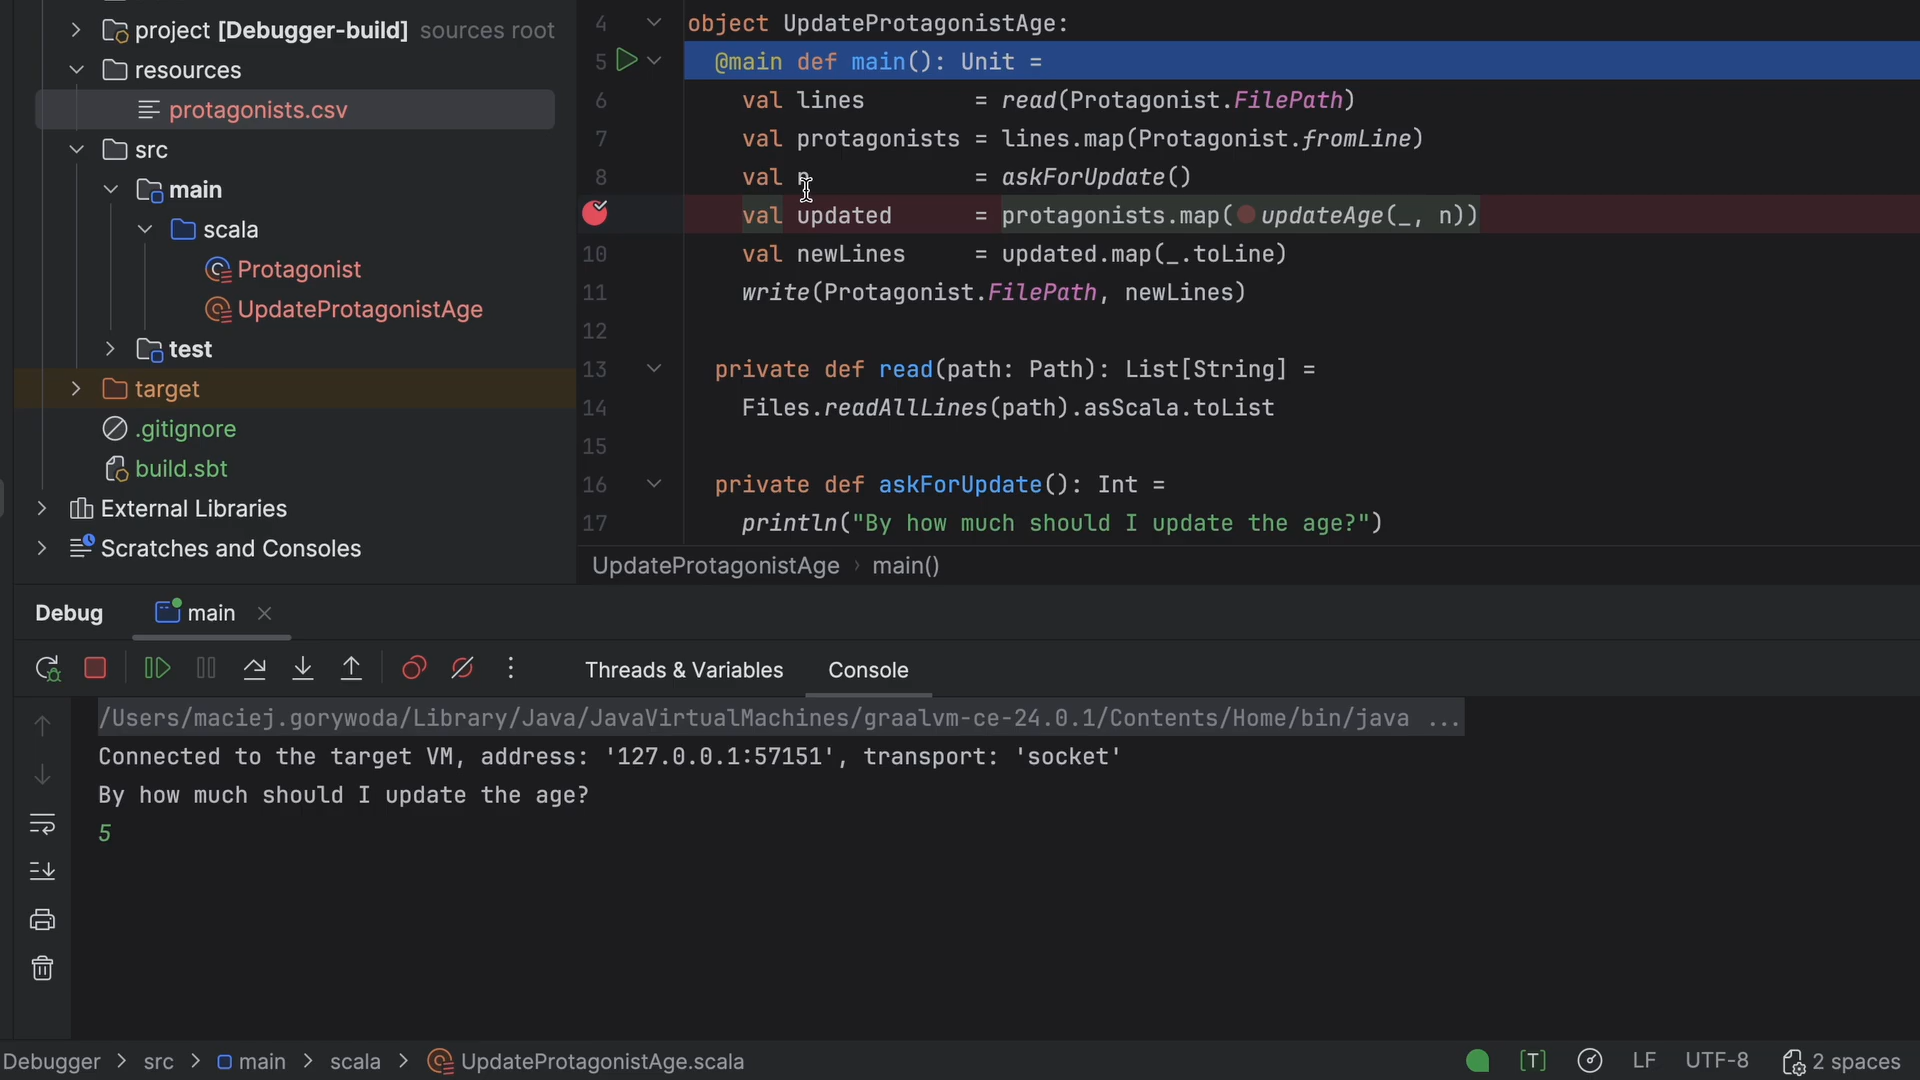 project [Debugger-build] sources root
resources
protagonists.csv
src
main
scala
Protagonist
UpdateProtagonistAge
test
target
.gitignore
build.sbt
External Libraries
Scratches and Consoles
4 object UpdateProtagonistAge:
5 @main def main(): Unit =
6 val lines = read(Protagonist.FilePath)
7 val protagonists = lines.map(Protagonist.fromLine)
8 val n = askForUpdate()
val updated = protagonists.map( updateAge(_, n))
10 val newLines = updated.map(_.toLine)
11 write(Protagonist.FilePath, newLines)
12
13 private def read(path: Path): List[String] =
14 Files.readAllLines(path).asScala.toList
15
16 private def askForUpdate(): Int =
17 println("By how much should I update the age?")
UpdateProtagonistAge › main()
Debug main
Threads & Variables Console
/Users/maciej.gorywoda/Library/Java/JavaVirtualMachines/graalvm-ce-24.0.1/Contents/Home/bin/java ...
Connected to the target VM, address: '127.0.0.1:57151', transport: 'socket'
By how much should I update the age?
5
Debugger > src > main > scala > UpdateProtagonistAge.scala
[T] LF UTF-8 2 spaces